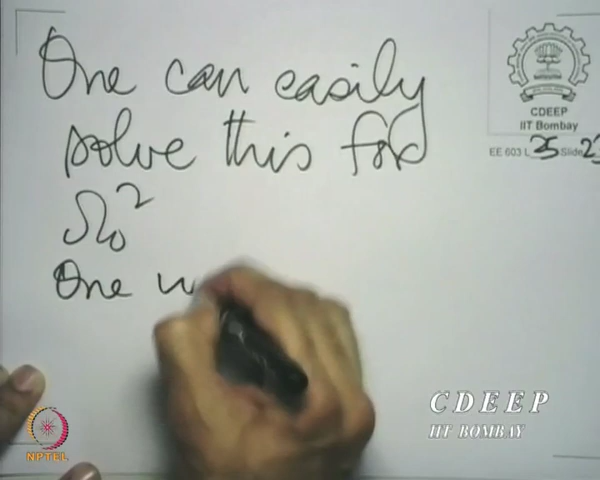 One can easily
solve this for
Ω₀²
One w
CDEEP
IIT Bombay
EE 603 L 25 Slide 23
CDEEP
IIT BOMBAY
NPTEL